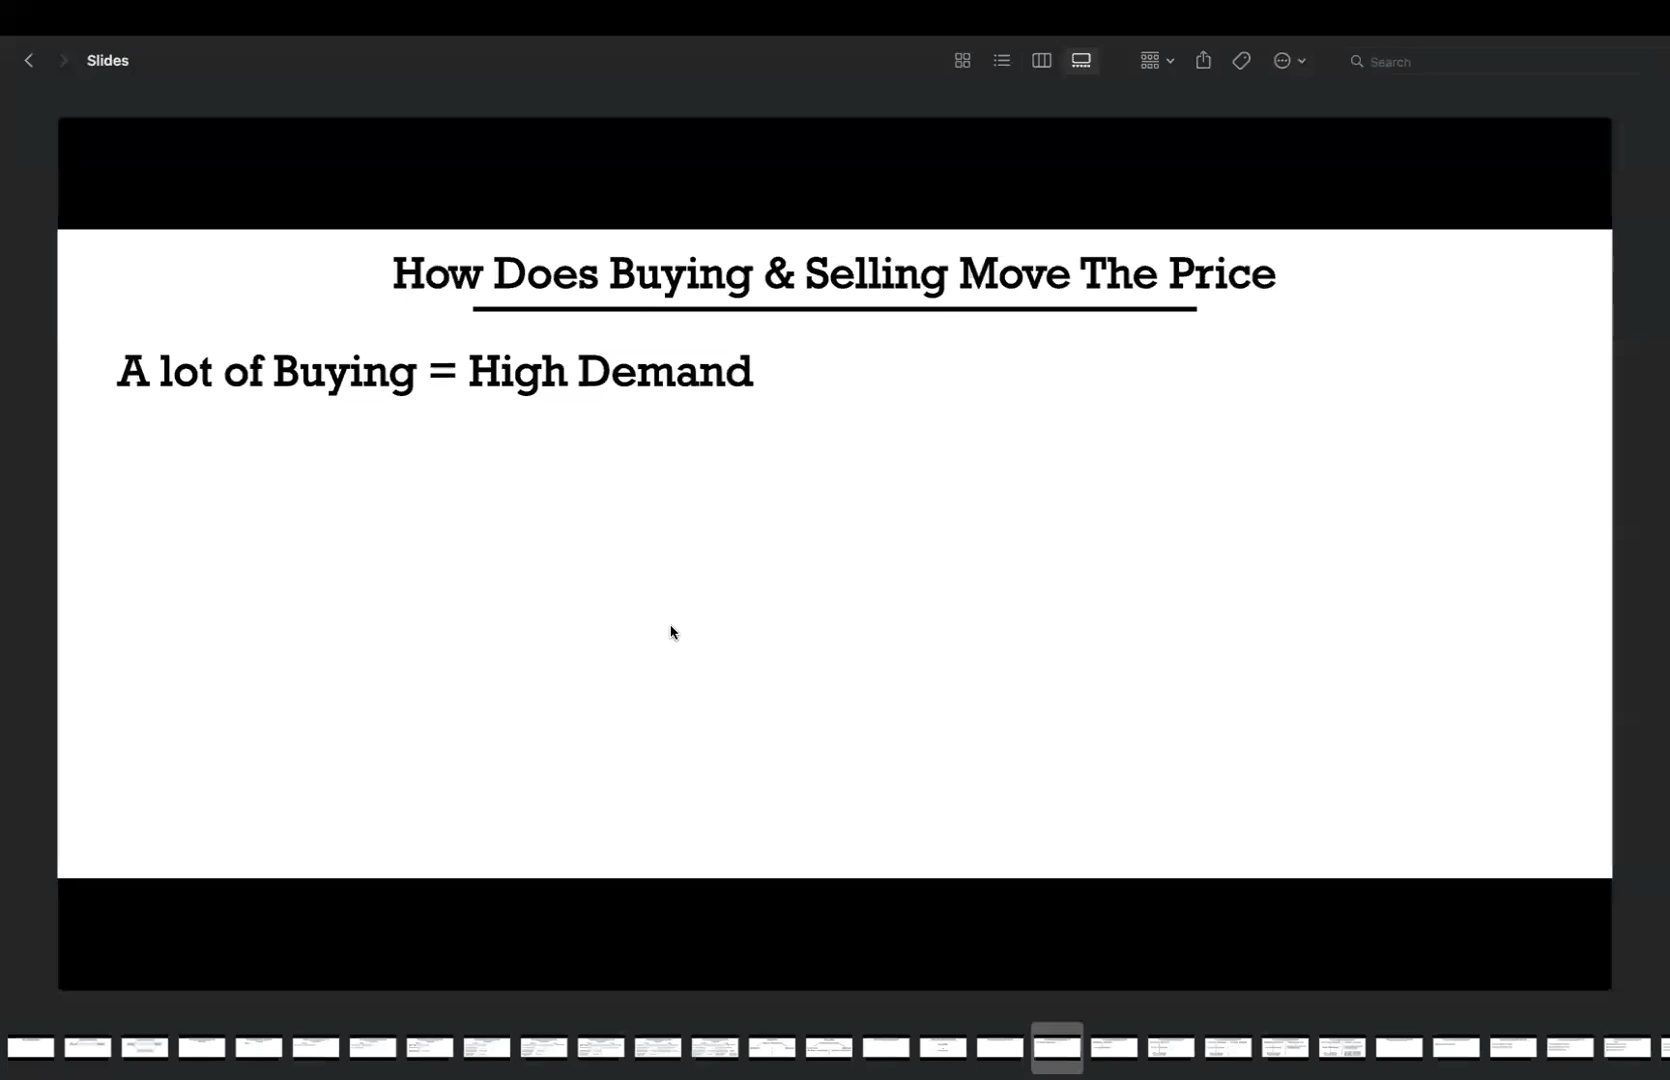 Slides
Search
How Does Buying & Selling Move The Price
A lot of Buying = High Demand